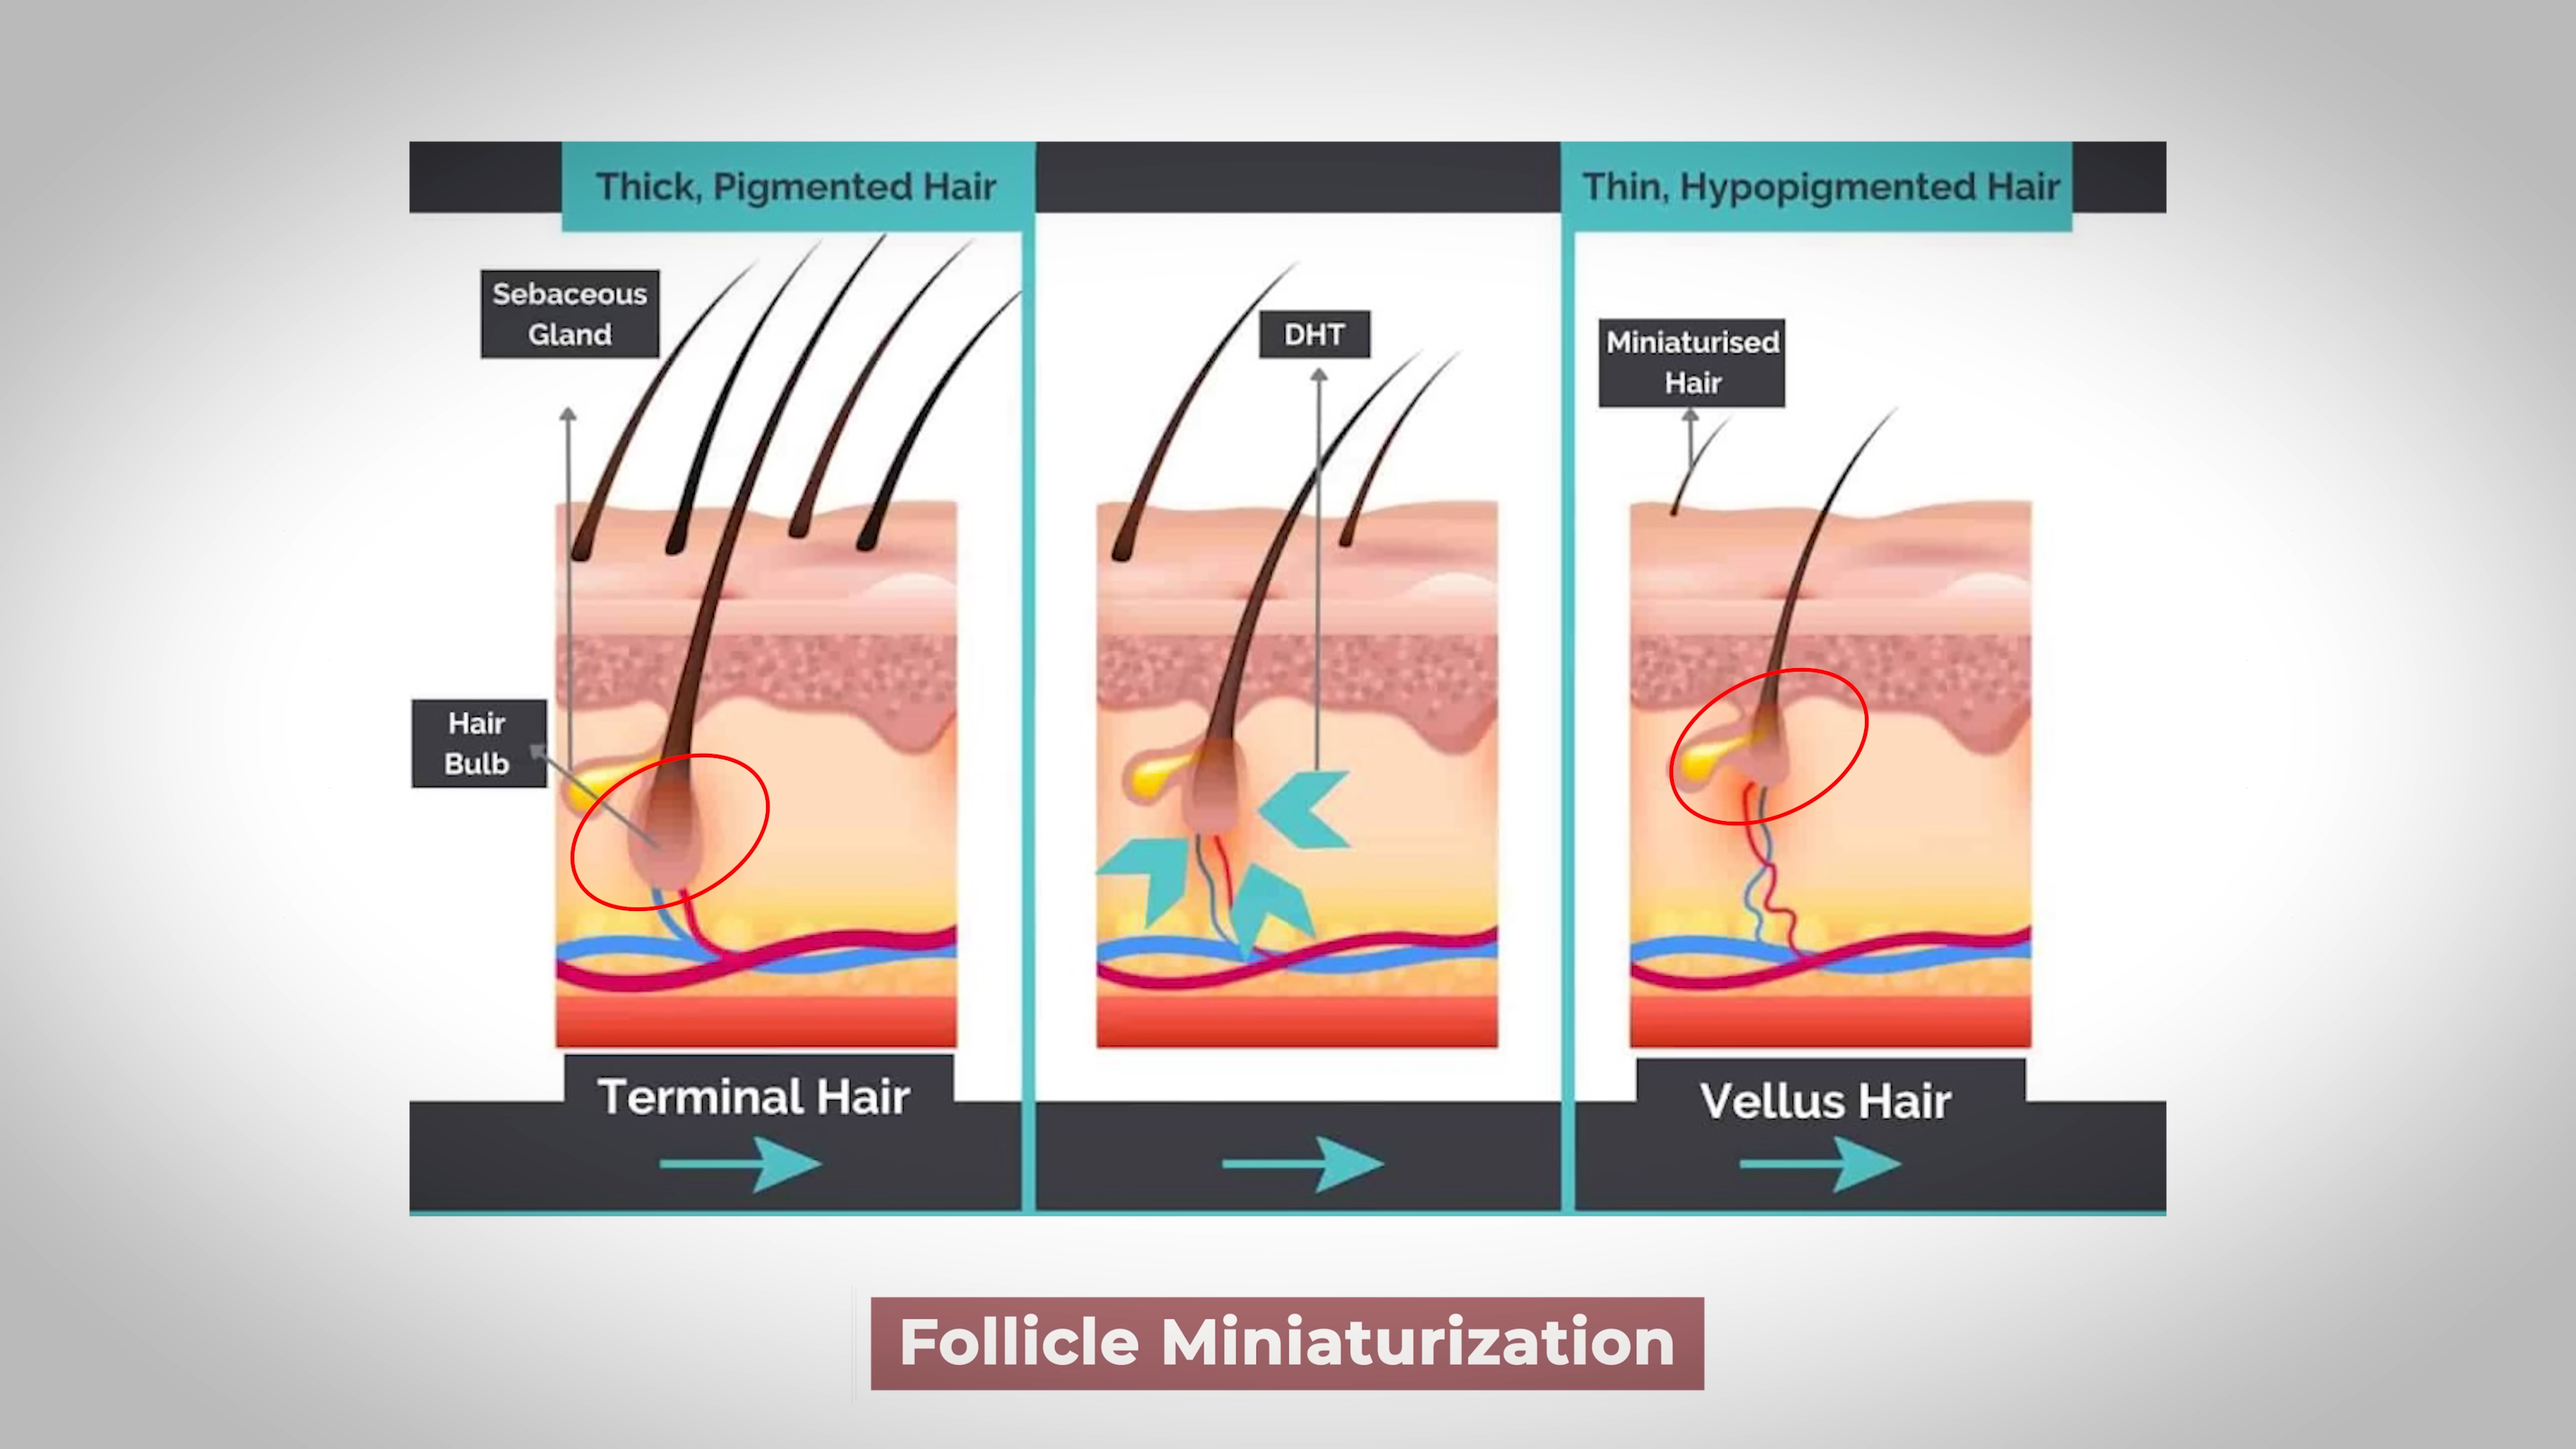 Thick, Pigmented Hair
Thin, Hypopigmented Hair
Sebaceous
Gland
DHT
Miniaturised
Hair
Hair
Bulb
Terminal Hair
Vellus Hair
Follicle Miniaturization